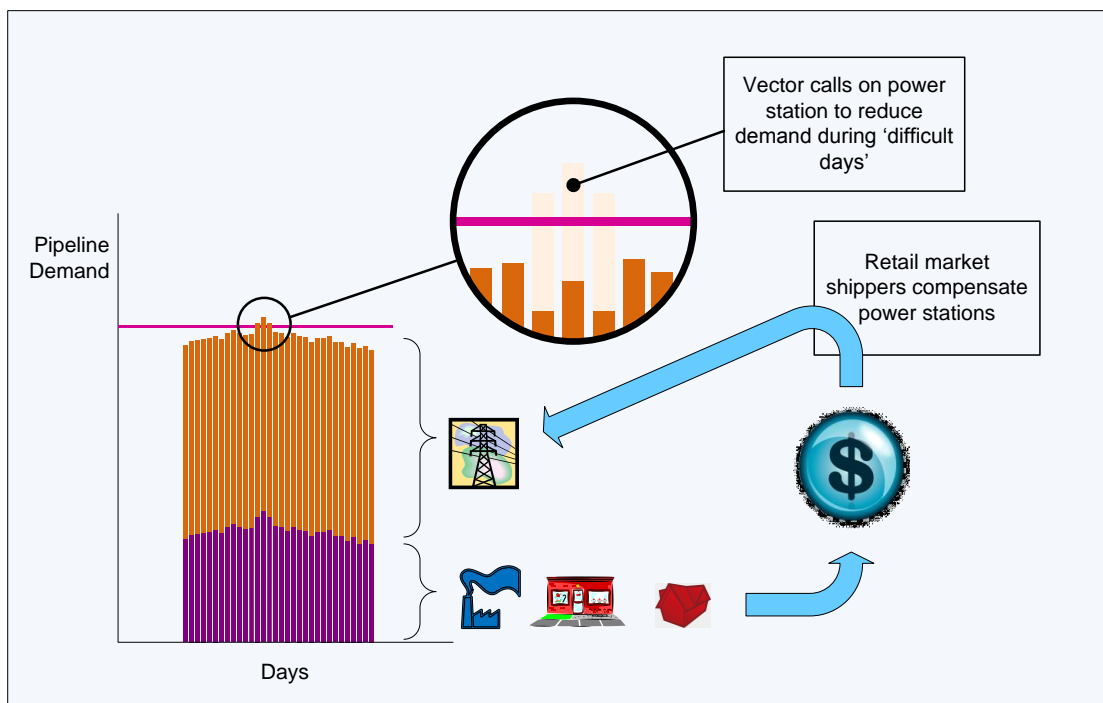 Vector calls on power
station to reduce
demand during ‘difficult
days’
Pipeline
Demand
Retail market
shippers compensate
power stations
$
Days